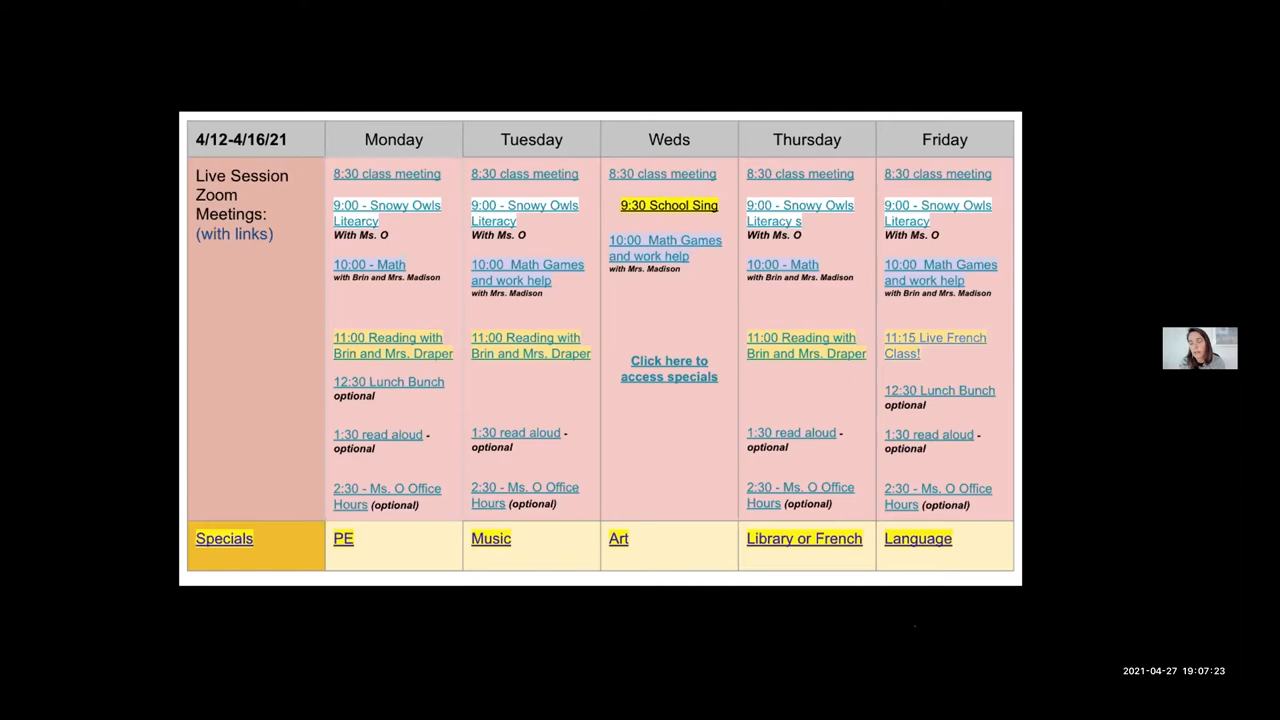 4/12-4/16/21
Monday
Tuesday
Weds
Thursday
Friday
Live Session
Zoom
Meetings:
(with links)
8:30 class meeting
9:00 - Snowy Owls
Litearcy
With Ms. O
10:00 - Math
with Brin and Mrs. Madison
11:00 Reading with
Brin and Mrs. Draper
12:30 Lunch Bunch
optional
1:30 read aloud -
optional
2:30 - Ms. O Office
Hours (optional)
8:30 class meeting
9:00 - Snowy Owls
Literacy
With Ms. O
10:00  Math Games
and work help
with Mrs. Madison
11:00 Reading with
Brin and Mrs. Draper
1:30 read aloud -
optional
2:30 - Ms. O Office
Hours (optional)
8:30 class meeting
9:30 School Sing
10:00  Math Games
and work help
with Mrs. Madison
Click here to
access specials
8:30 class meeting
9:00 - Snowy Owls
Literacy s
With Ms. O
10:00 - Math
with Brin and Mrs. Madison
11:00 Reading with
Brin and Mrs. Draper
1:30 read aloud -
optional
2:30 - Ms. O Office
Hours (optional)
8:30 class meeting
9:00 - Snowy Owls
Literacy
With Ms. O
10:00  Math Games
and work help
with Brin and Mrs. Madison
11:15 Live French
Class!
12:30 Lunch Bunch
optional
1:30 read aloud -
optional
2:30 - Ms. O Office
Hours (optional)
Specials
PE
Music
Art
Library or French
Language
2021-04-27 19:07:23